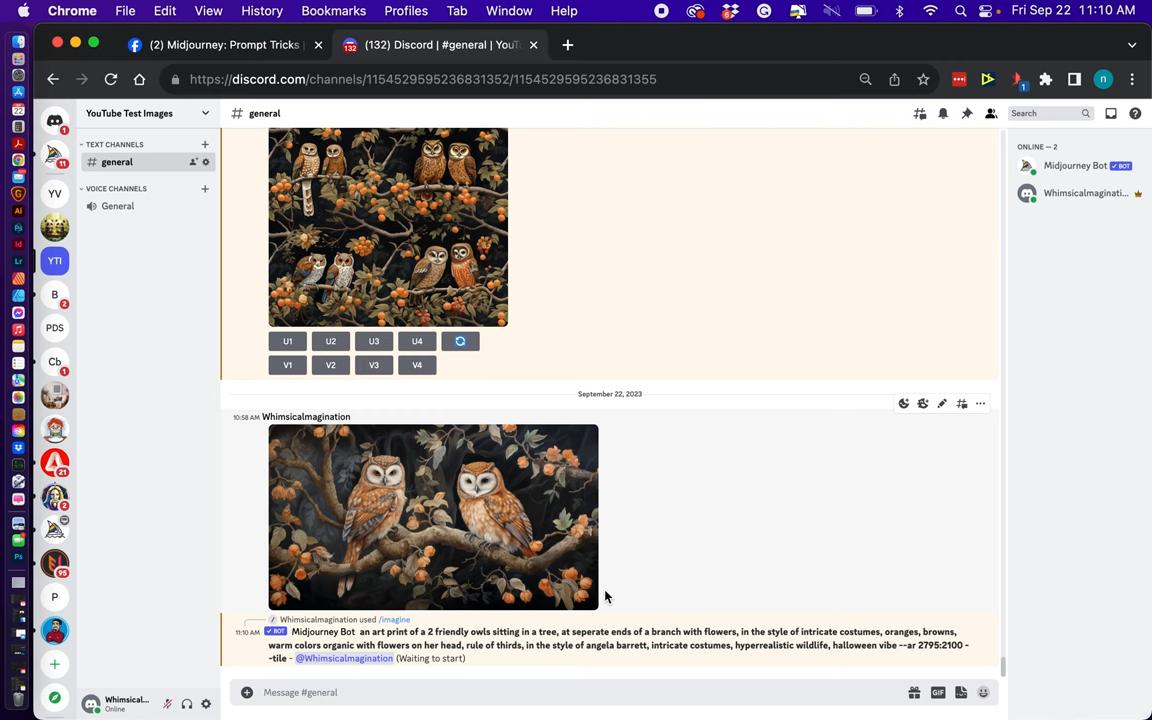 Chrome File Edit View History Bookmarks Profiles Tab Window Help Fri Sep 22 11:10 AM
(2) Midjourney: Prompt Tricks
(132) Discord | #general | YouT
https://discord.com/channels/1154529595236831352/1154529595236831355
YouTube Test Images
# general
Search
TEXT CHANNELS
# general
VOICE CHANNELS
General
YV
YTI
B
PDS
Cb
P
ONLINE — 2
Midjourney Bot BOT
Whimsicalmaginati...
U1 U2 U3 U4
V1 V2 V3 V4
September 22, 2023
10:58 AM Whimsicalmagination
Whimsicalmagination used /imagine
11:10 AM BOT Midjourney Bot an art print of a 2 friendly owls sitting in a tree, at seperate ends of a branch with flowers, in the style of intricate costumes, oranges, browns,
warm colors organic with flowers on her head, rule of thirds, in the style of angela barrett, intricate costumes, hyperrealistic wildlife, halloween vibe --ar 2795:2100 -
-tile - @Whimsicalmagination (Waiting to start)
Message #general
GIF
Whimsical...
Online